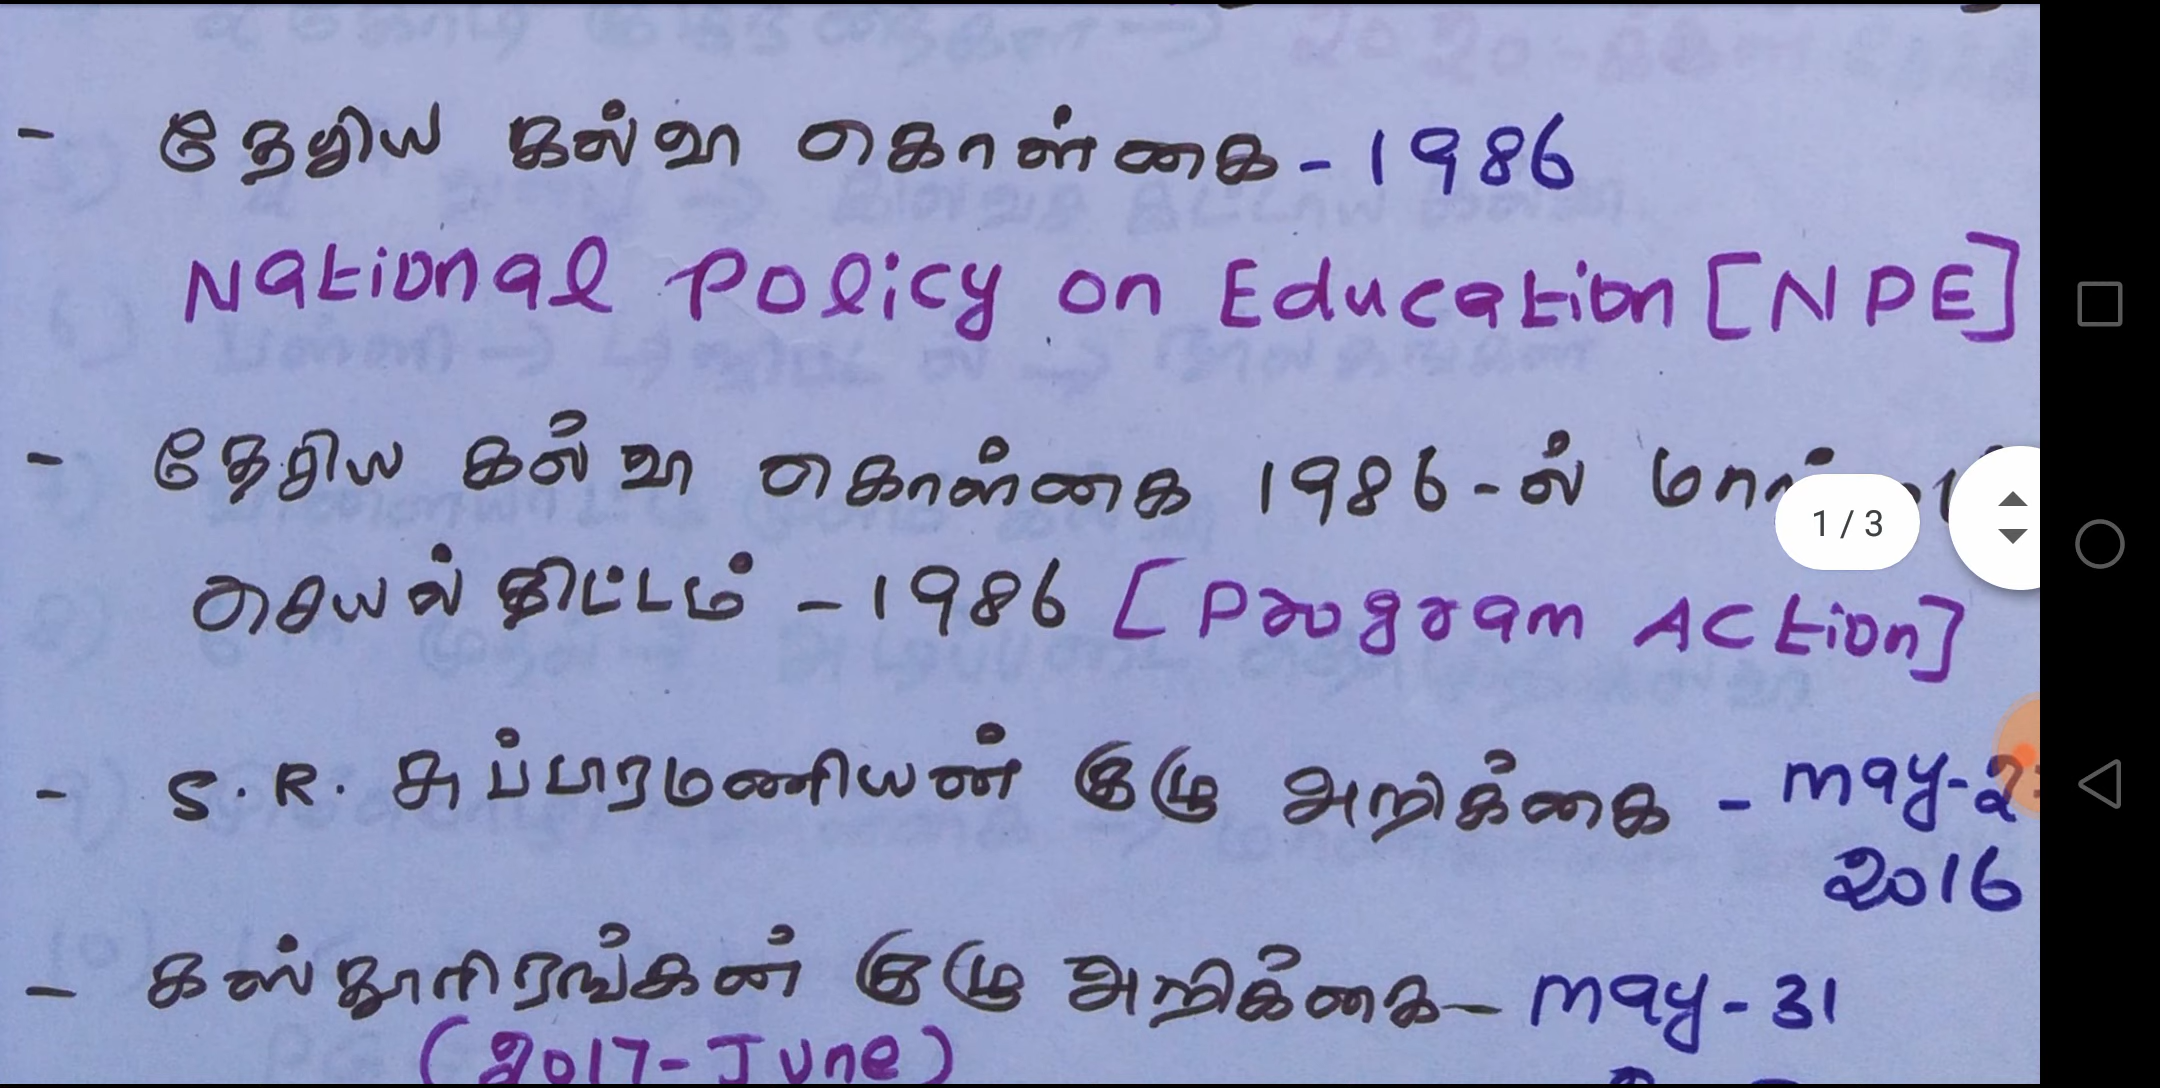 - தேசிய கல்வி கொள்கை - 1986
National Policy on Education [NPE]
- தேசிய கல்வி கொள்கை 1986-ல்
செயல் திட்டம் - 1986 [Program Action]
1 / 3
- S.R. சுப்பிரமணியன் குழு அறிக்கை - May-
2016
- கஸ்தூரிரங்கன் குழு அறிக்கை - May - 31
(2017-June)